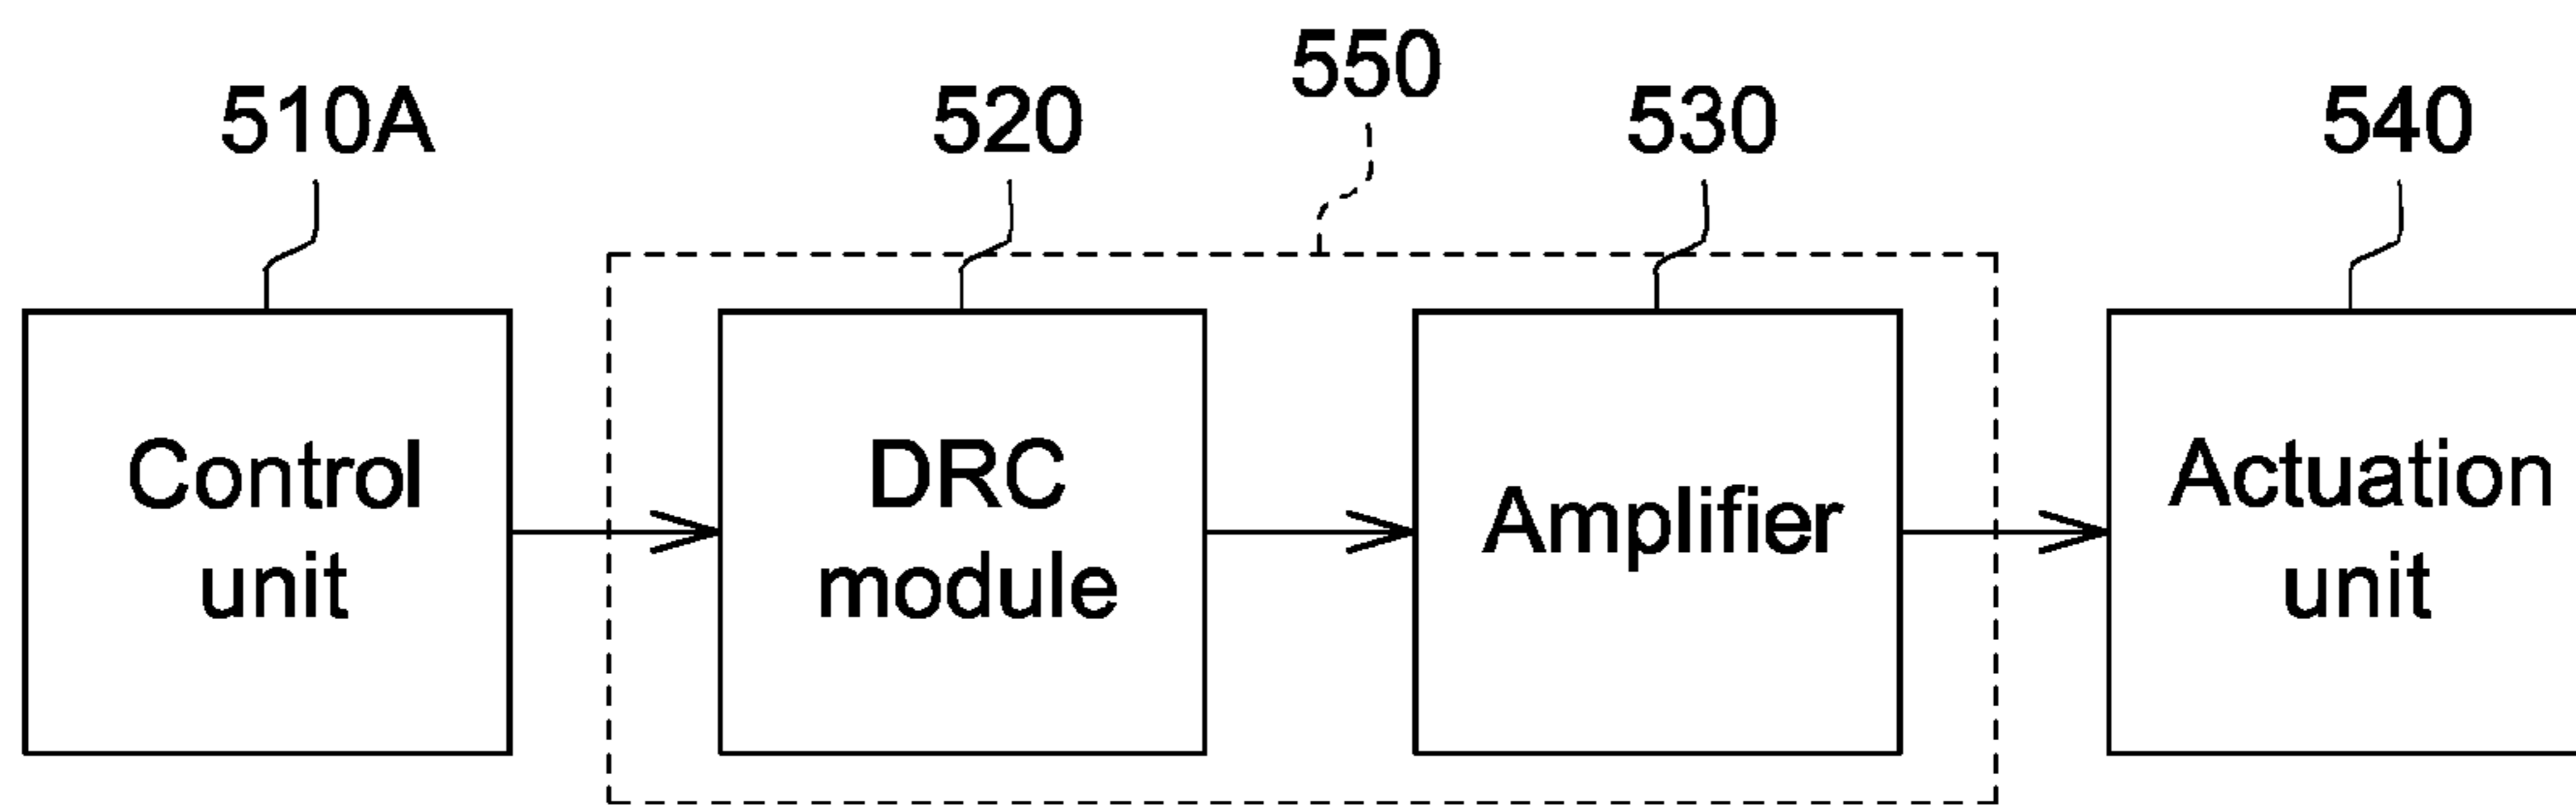 550
510A
520
530
540
Control
unit
DRC
module
Amplifier
Actuation
unit